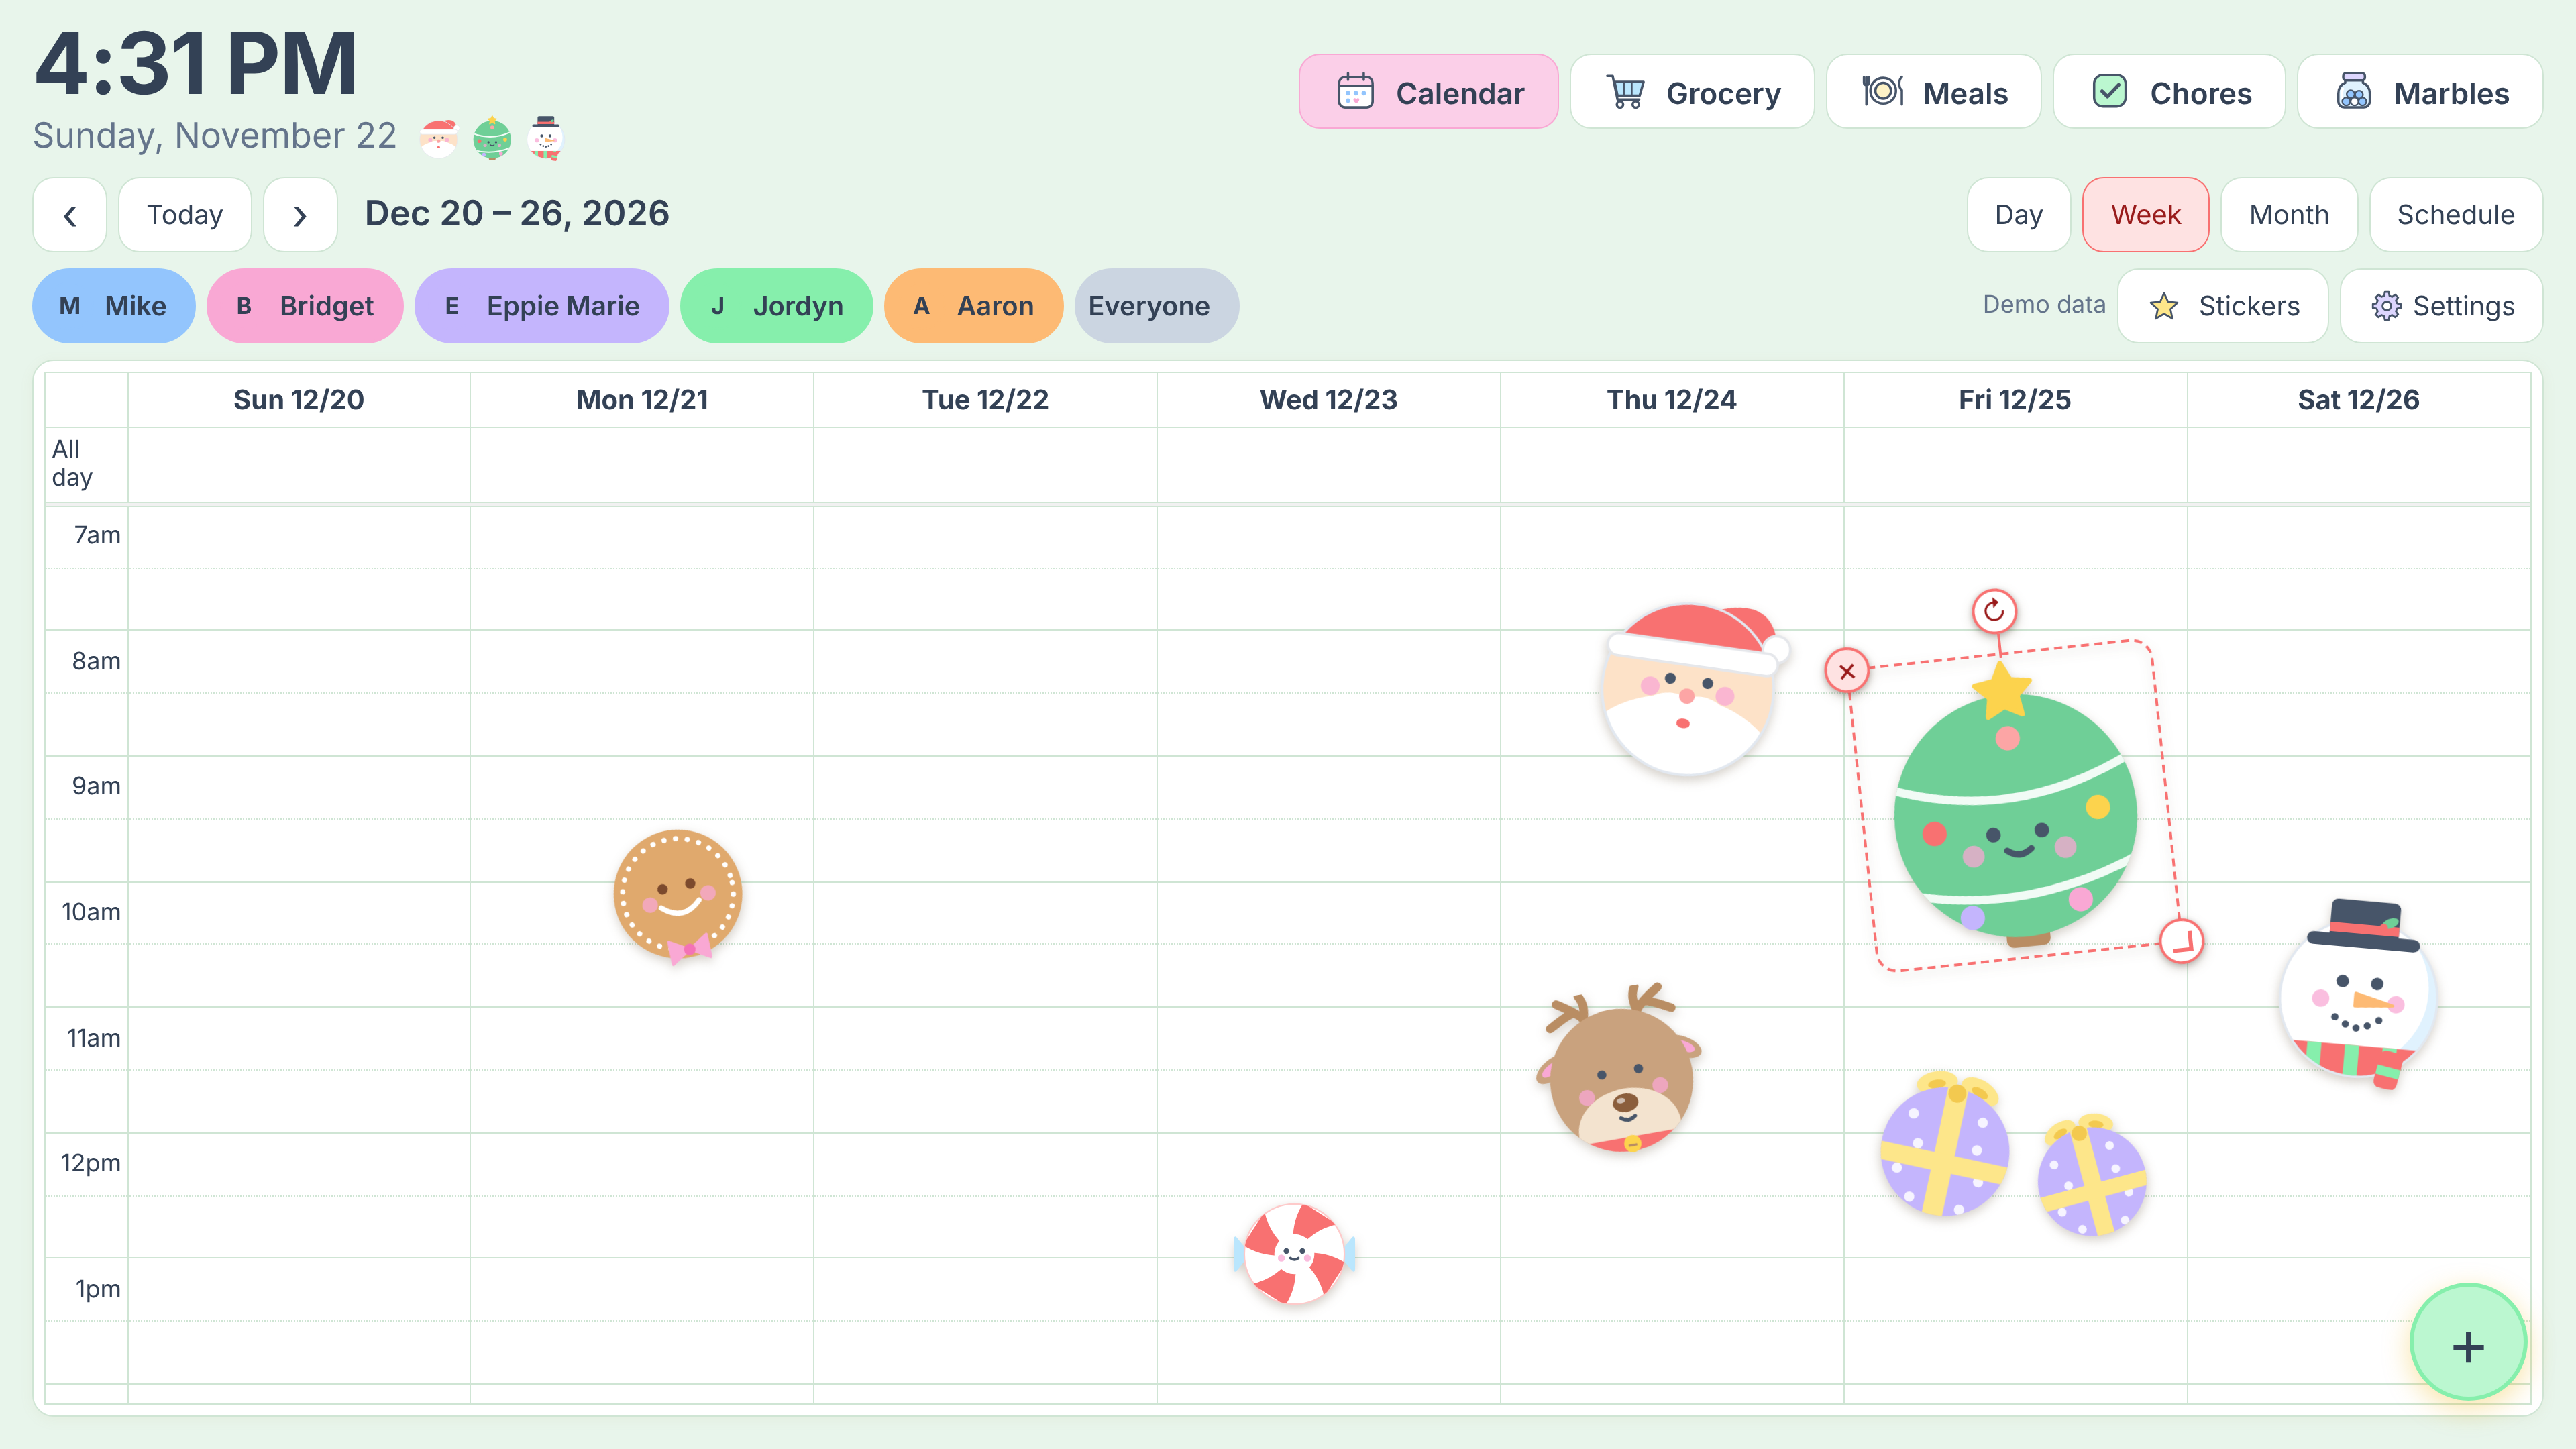 4:31 PM
Sunday, November 22
Calendar
Grocery
Meals
Chores
Marbles
Today
Dec 20 – 26, 2026
Day
Week
Month
Schedule
M Mike
B Bridget
E Eppie Marie
J Jordyn
A Aaron
Everyone
Demo data
Stickers
Settings
Sun 12/20
Mon 12/21
Tue 12/22
Wed 12/23
Thu 12/24
Fri 12/25
Sat 12/26
All
day
7am
8am
9am
10am
11am
12pm
1pm